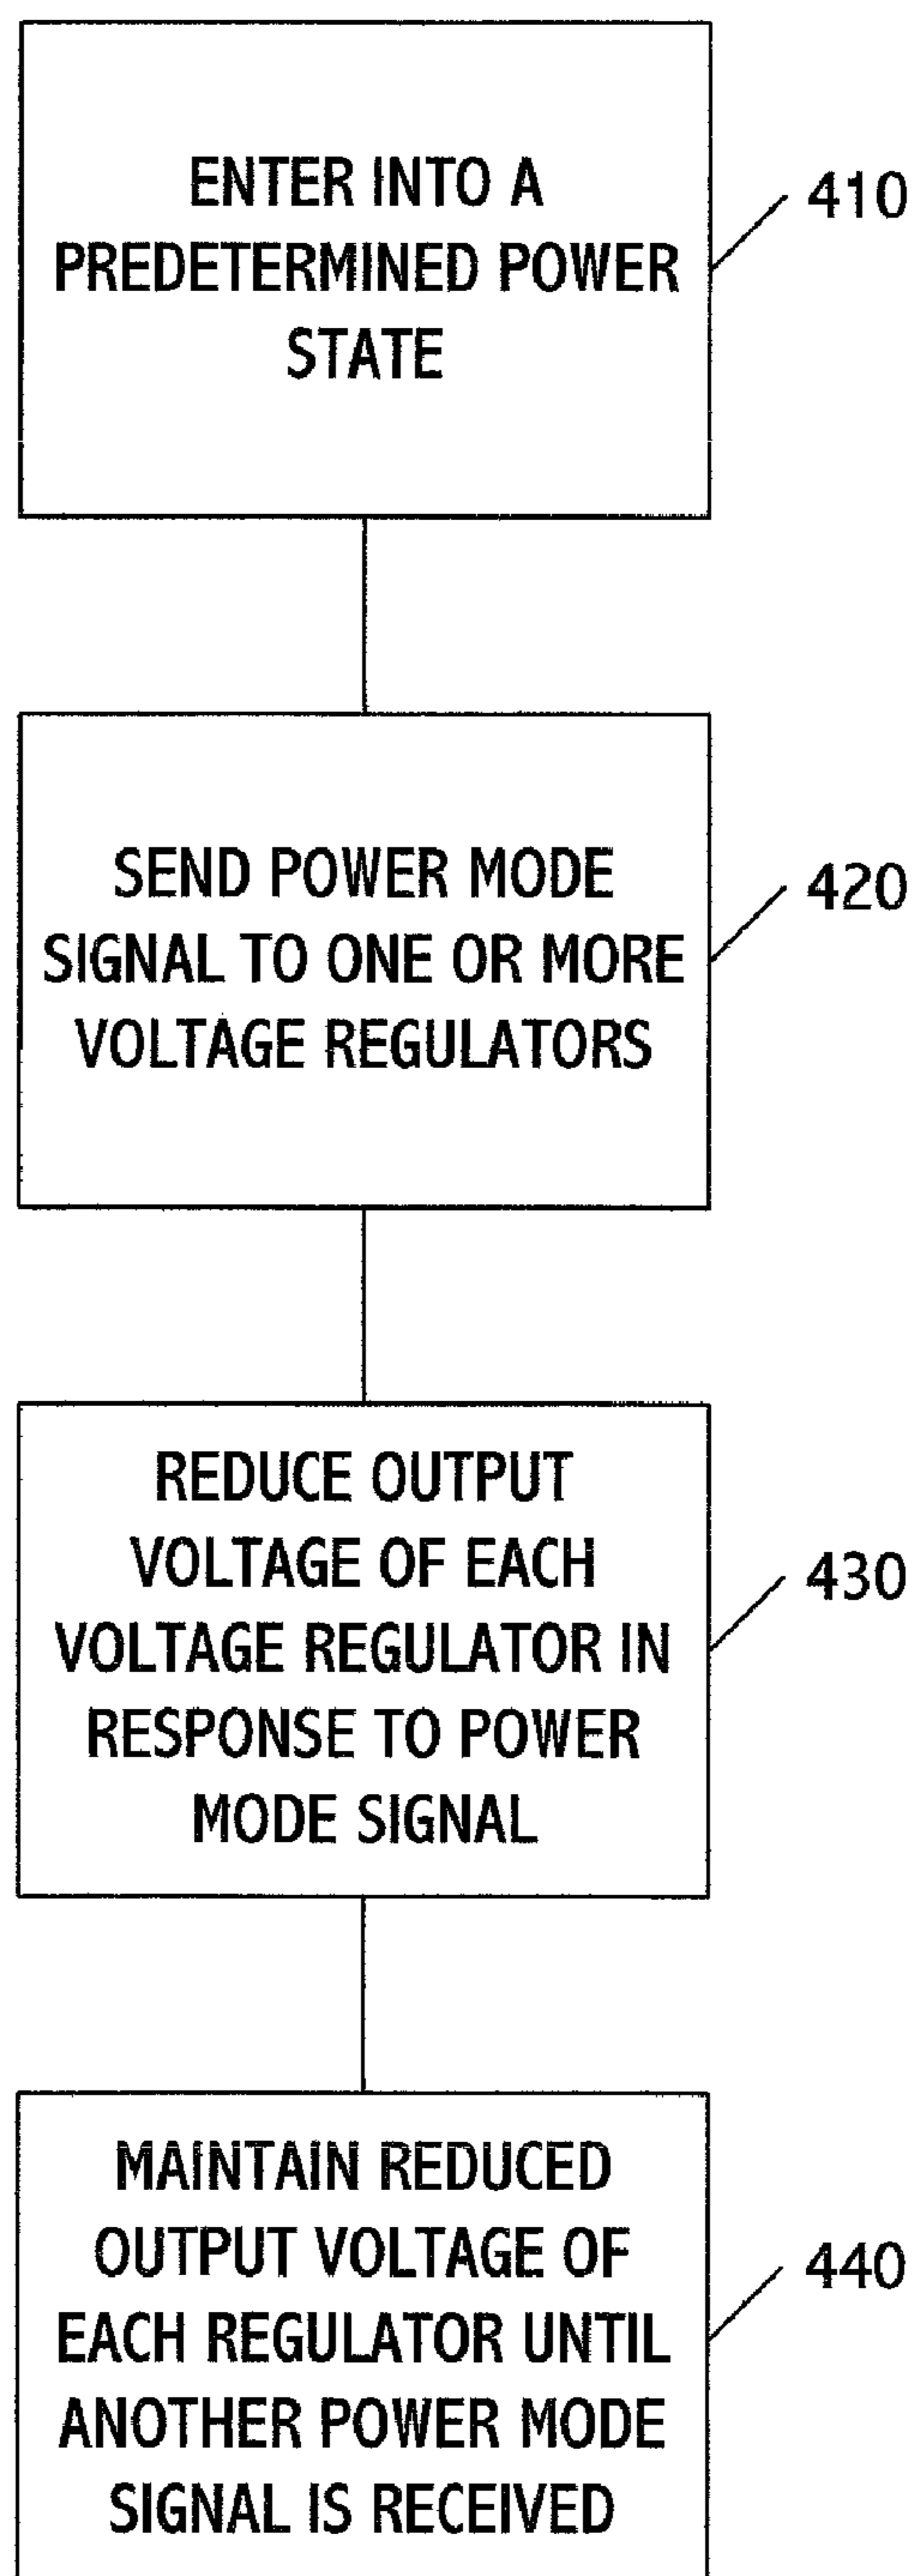 ENTER INTO A
PREDETERMINED POWER
STATE
410
SEND POWER MODE
SIGNAL TO ONE OR MORE
VOLTAGE REGULATORS
420
REDUCE OUTPUT
VOLTAGE OF EACH
VOLTAGE REGULATOR IN
RESPONSE TO POWER
MODE SIGNAL
430
MAINTAIN REDUCED
OUTPUT VOLTAGE OF
EACH REGULATOR UNTIL
ANOTHER POWER MODE
SIGNAL IS RECEIVED
440